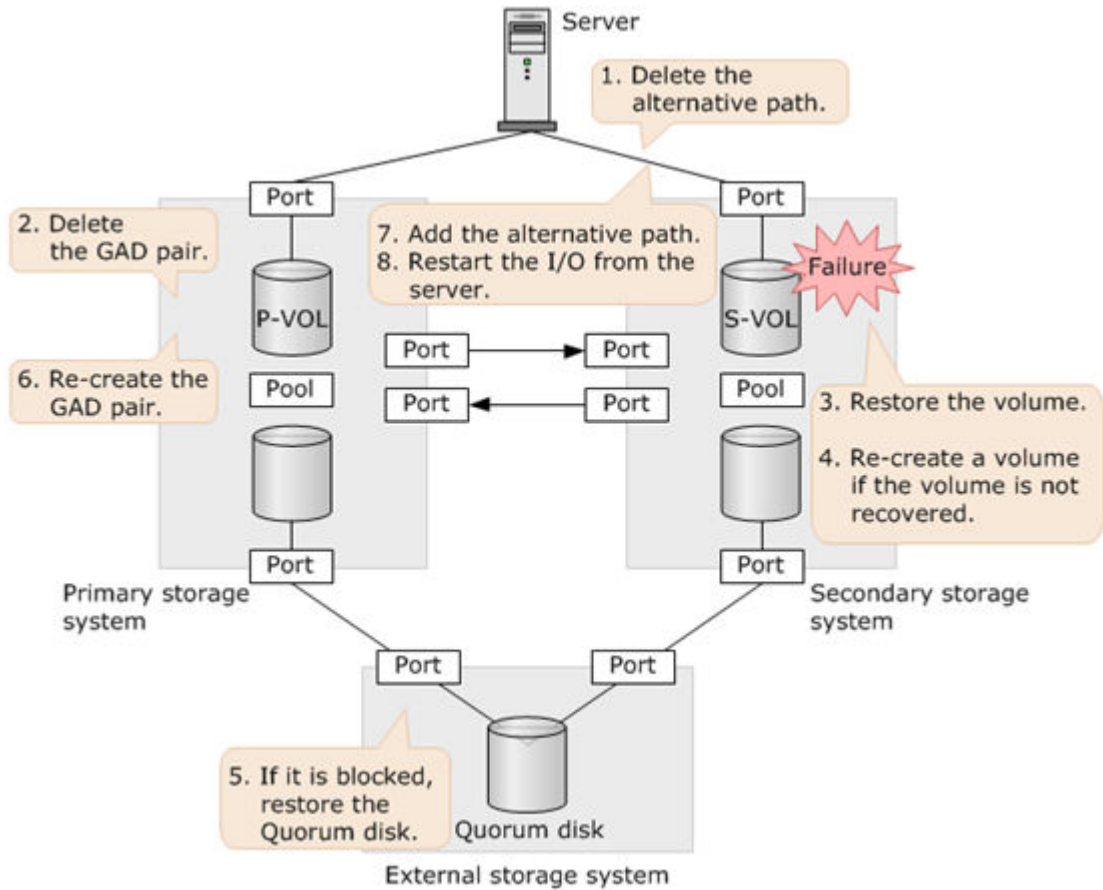 Server
1. Delete the
alternative path.
Port
Port
2. Delete
the GAD pair.
7. Add the alternative path.
8. Restart the I/O from the
server.
Failure
P-VOL
S-VOL
Port
Port
6. Re-create the
GAD pair.
Pool
Pool
Port
Port
3. Restore the volume.
4. Re-create a volume
if the volume is not
recovered.
Port
Port
Primary storage
system
Secondary storage
system
Port
Port
5. If it is blocked,
restore the
Quorum disk.
Quorum disk
External storage system